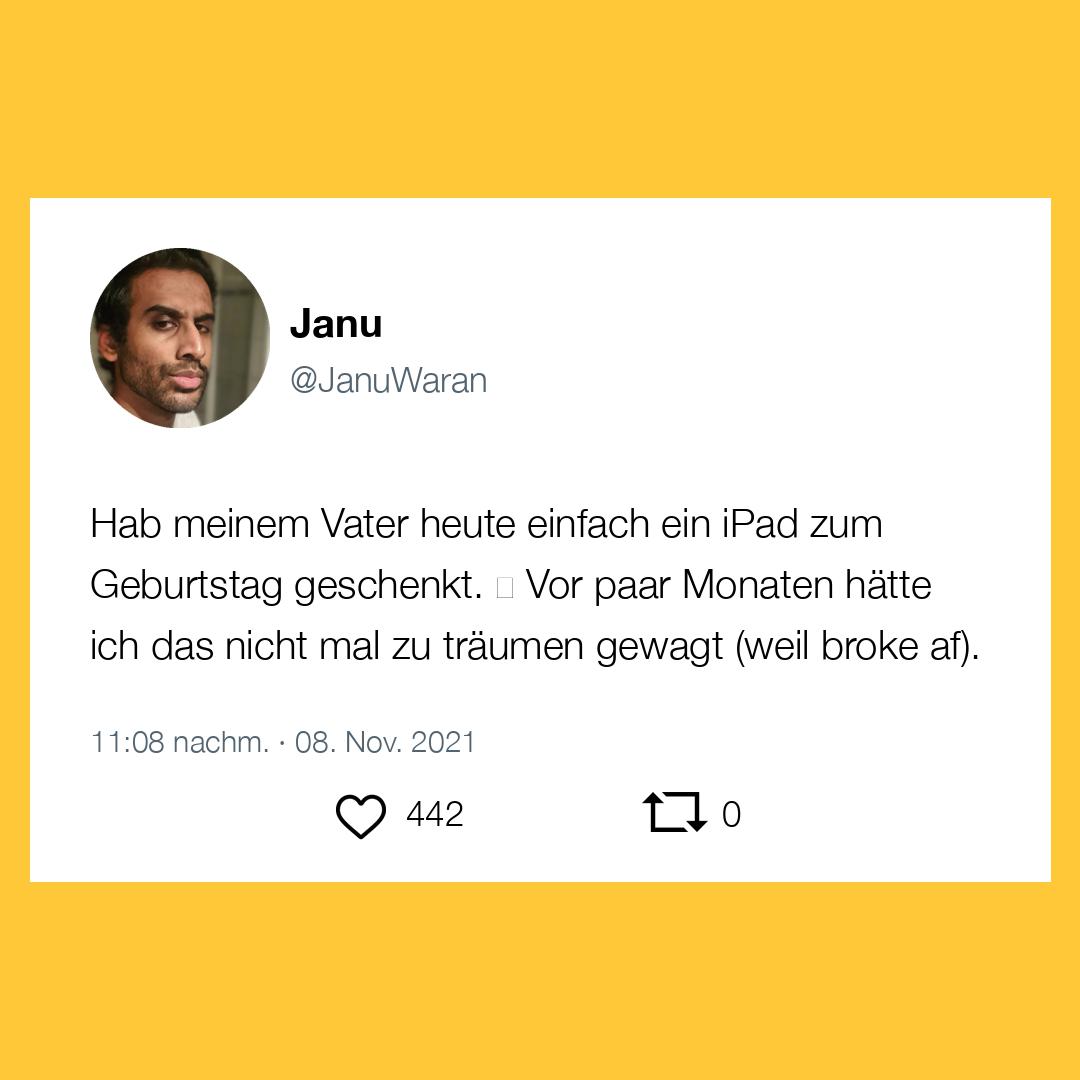 Janu
@JanuWaran
Hab meinem Vater heute einfach ein iPad zum
Geburtstag geschenkt. □ Vor paar Monaten hätte
ich das nicht mal zu träumen gewagt (weil broke af).
11:08 nachm. · 08. Nov. 2021
442 0